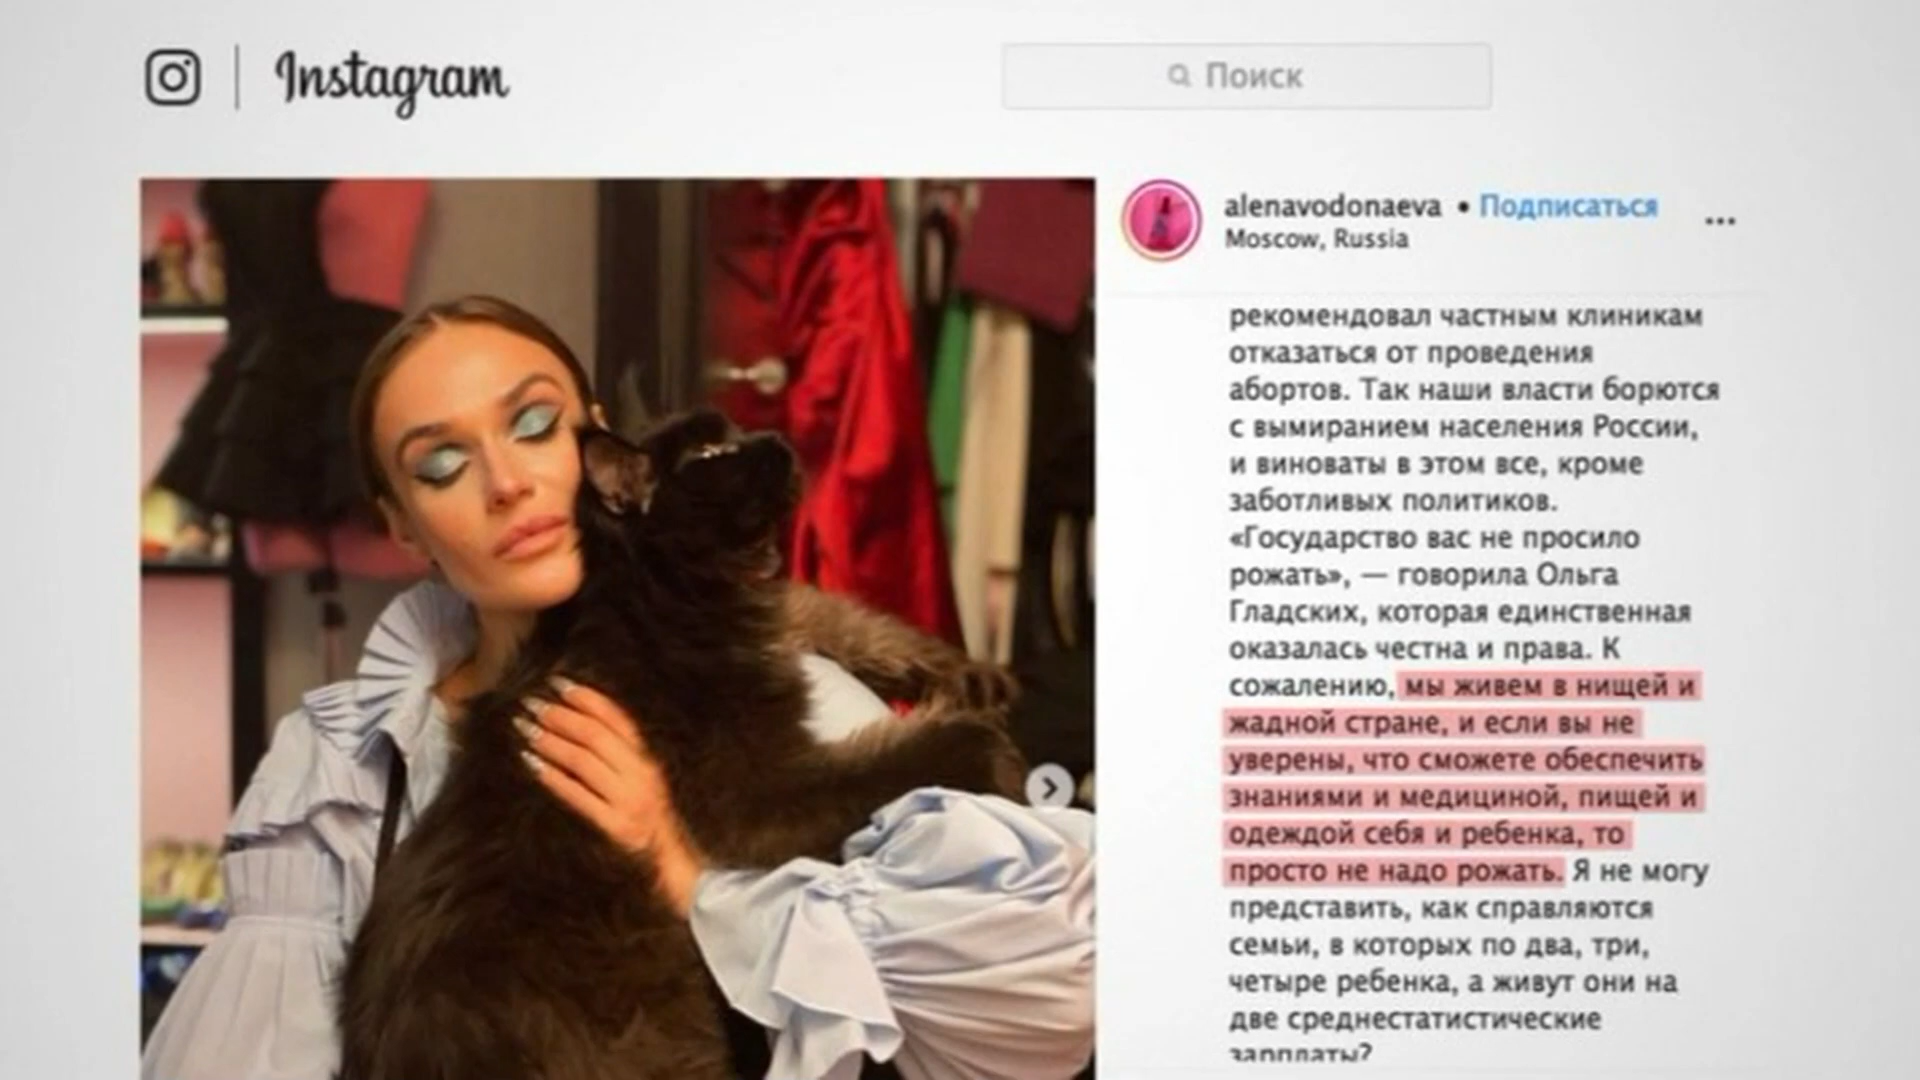 Instagram
Поиск
alenavodonaeva • Подписаться
Moscow, Russia
рекомендовал частным клиникам
отказаться от проведения
абортов. Так наши власти борются
с вымиранием населения России,
и виноваты в этом все, кроме
заботливых политиков.
«Государство вас не просило
рожать», — говорила Ольга
Гладских, которая единственная
оказалась честна и права. К
сожалению, мы живем в нищей и
жадной стране, и если вы не
уверены, что сможете обеспечить
знаниями и медициной, пищей и
одеждой себя и ребенка, то
просто не надо рожать. Я не могу
представить, как справляются
семьи, в которых по два, три,
четыре ребенка, а живут они на
две среднестатистические
зарплаты?